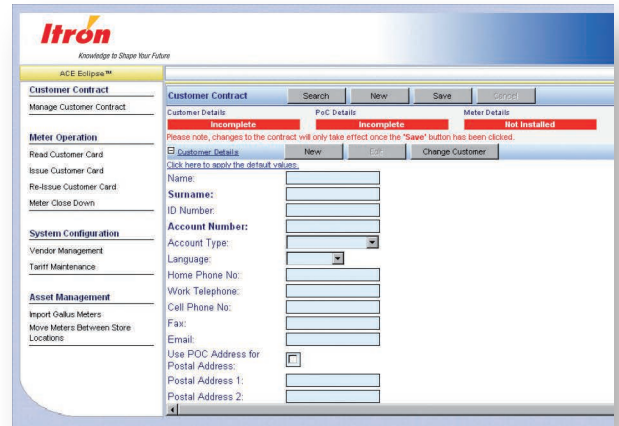 Itron
Knowledge to Shape Your Future
ACE Eclipse™
Customer Contract
Manage Customer Contract
Meter Operation
Read Customer Card
Issue Customer Card
Re-Issue Customer Card
Meter Close Down
System Configuration
Vendor Management
Tariff Maintenance
Asset Management
Import Gallus Meters
Move Meters Between Store
Locations
Customer Contract Search New Save Cancel
Customer Details PoC Details Meter Details
Incomplete Incomplete Not Installed
Please note, changes to the contract will only take effect once the "Save" button has been clicked.
Customer Details New Edit Change Customer
Click here to apply the default values.
Name:
Surname:
ID Number:
Account Number:
Account Type:
Language:
Home Phone No:
Work Telephone:
Cell Phone No:
Fax:
Email:
Use POC Address for
Postal Address:
Postal Address 1:
Postal Address 2: